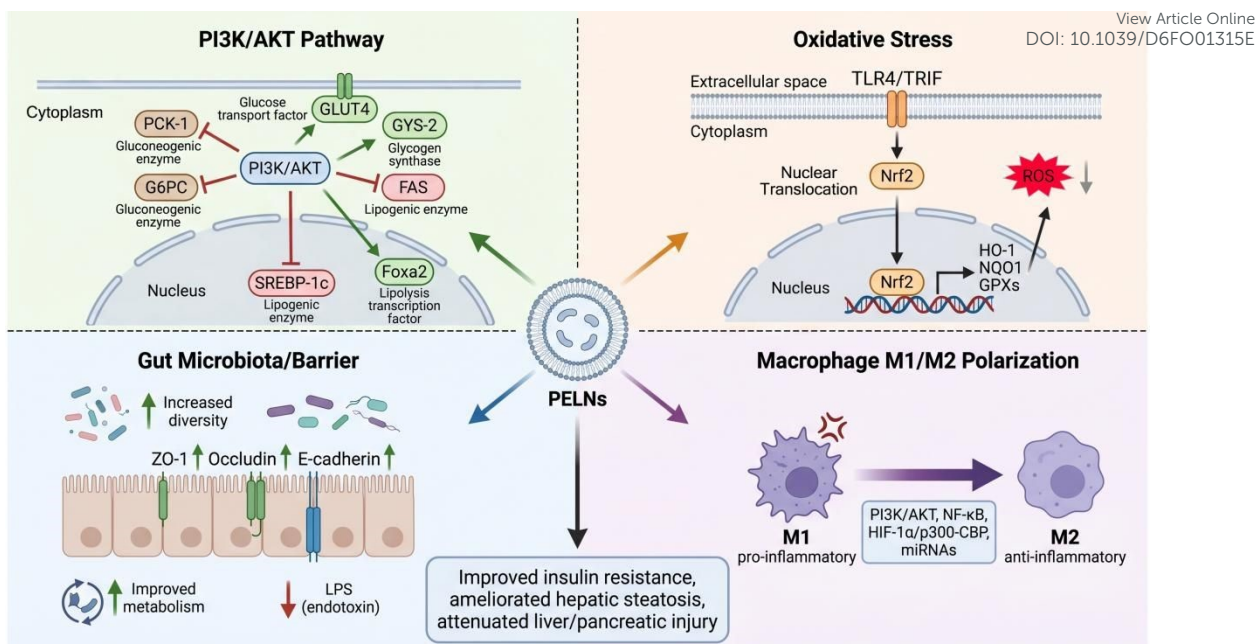 View Article Online
DOI: 10.1039/D6FO01315E
PI3K/AKT Pathway
Cytoplasm
Glucose
transport factor
GLUT4
PCK-1
Gluconeogenic
enzyme
GYS-2
Glycogen
synthase
PI3K/AKT
G6PC
Gluconeogenic
enzyme
FAS
Lipogenic enzyme
Nucleus
SREBP-1c
Lipogenic
enzyme
Foxa2
Lipolysis
transcription
factor
Oxidative Stress
Extracellular space
TLR4/TRIF
Cytoplasm
Nuclear
Translocation
Nrf2
ROS
HO-1
NQO1
GPXs
Nucleus
Nrf2
PELNs
Gut Microbiota/Barrier
Increased
diversity
ZO-1
Occludin
E-cadherin
Improved
metabolism
LPS
(endotoxin)
Improved insulin resistance,
ameliorated hepatic steatosis,
attenuated liver/pancreatic injury
Macrophage M1/M2 Polarization
M1
pro-inflammatory
PI3K/AKT, NF-κB,
HIF-1α/p300-CBP,
miRNAs
M2
anti-inflammatory